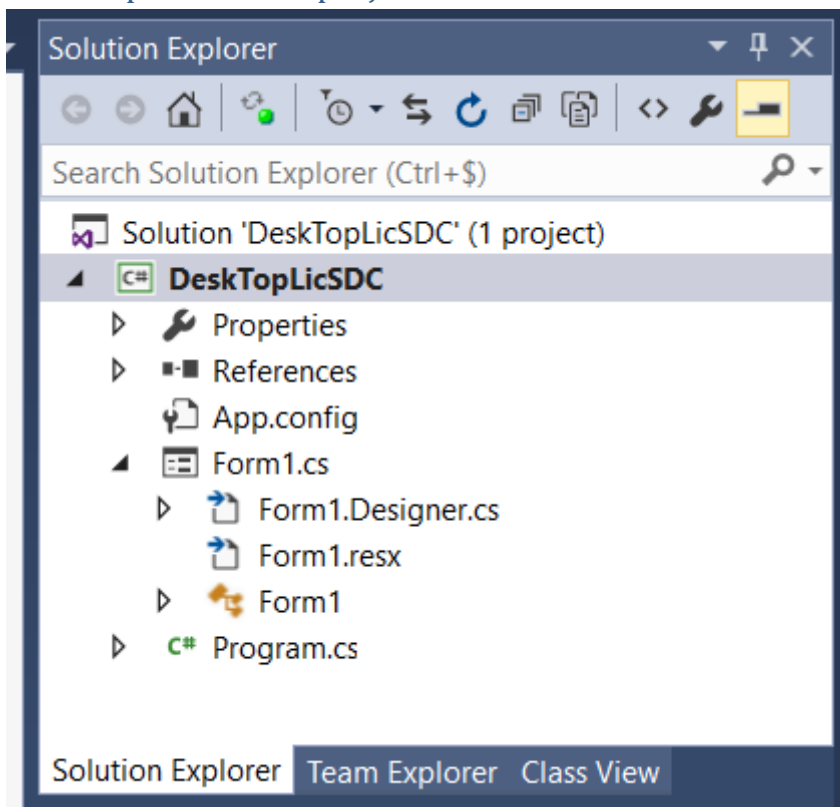 Solution Explorer
Search Solution Explorer (Ctrl+$)
Solution 'DeskTopLicSDC' (1 project)
C# DeskTopLicSDC
Properties
References
App.config
Form1.cs
Form1.Designer.cs
Form1.resx
Form1
C# Program.cs
Solution Explorer Team Explorer Class View